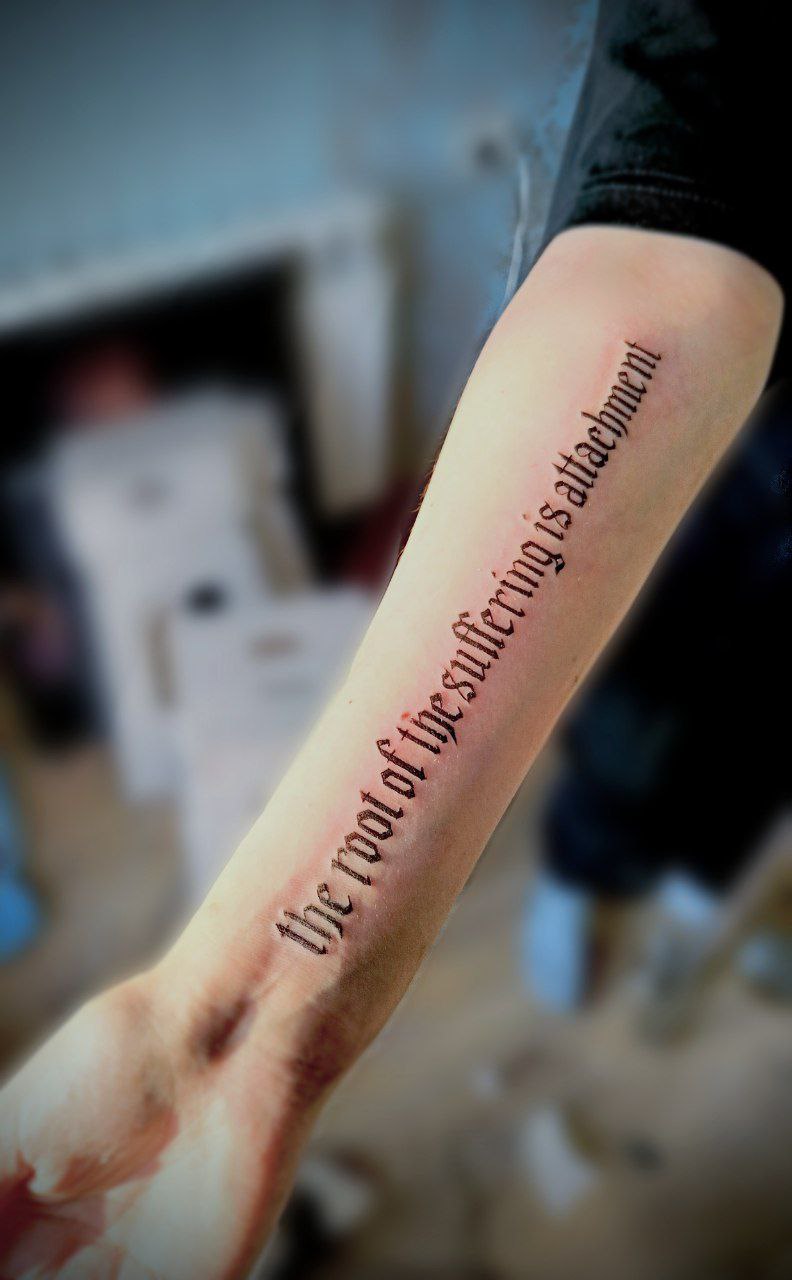 the root of the suffering is attachment